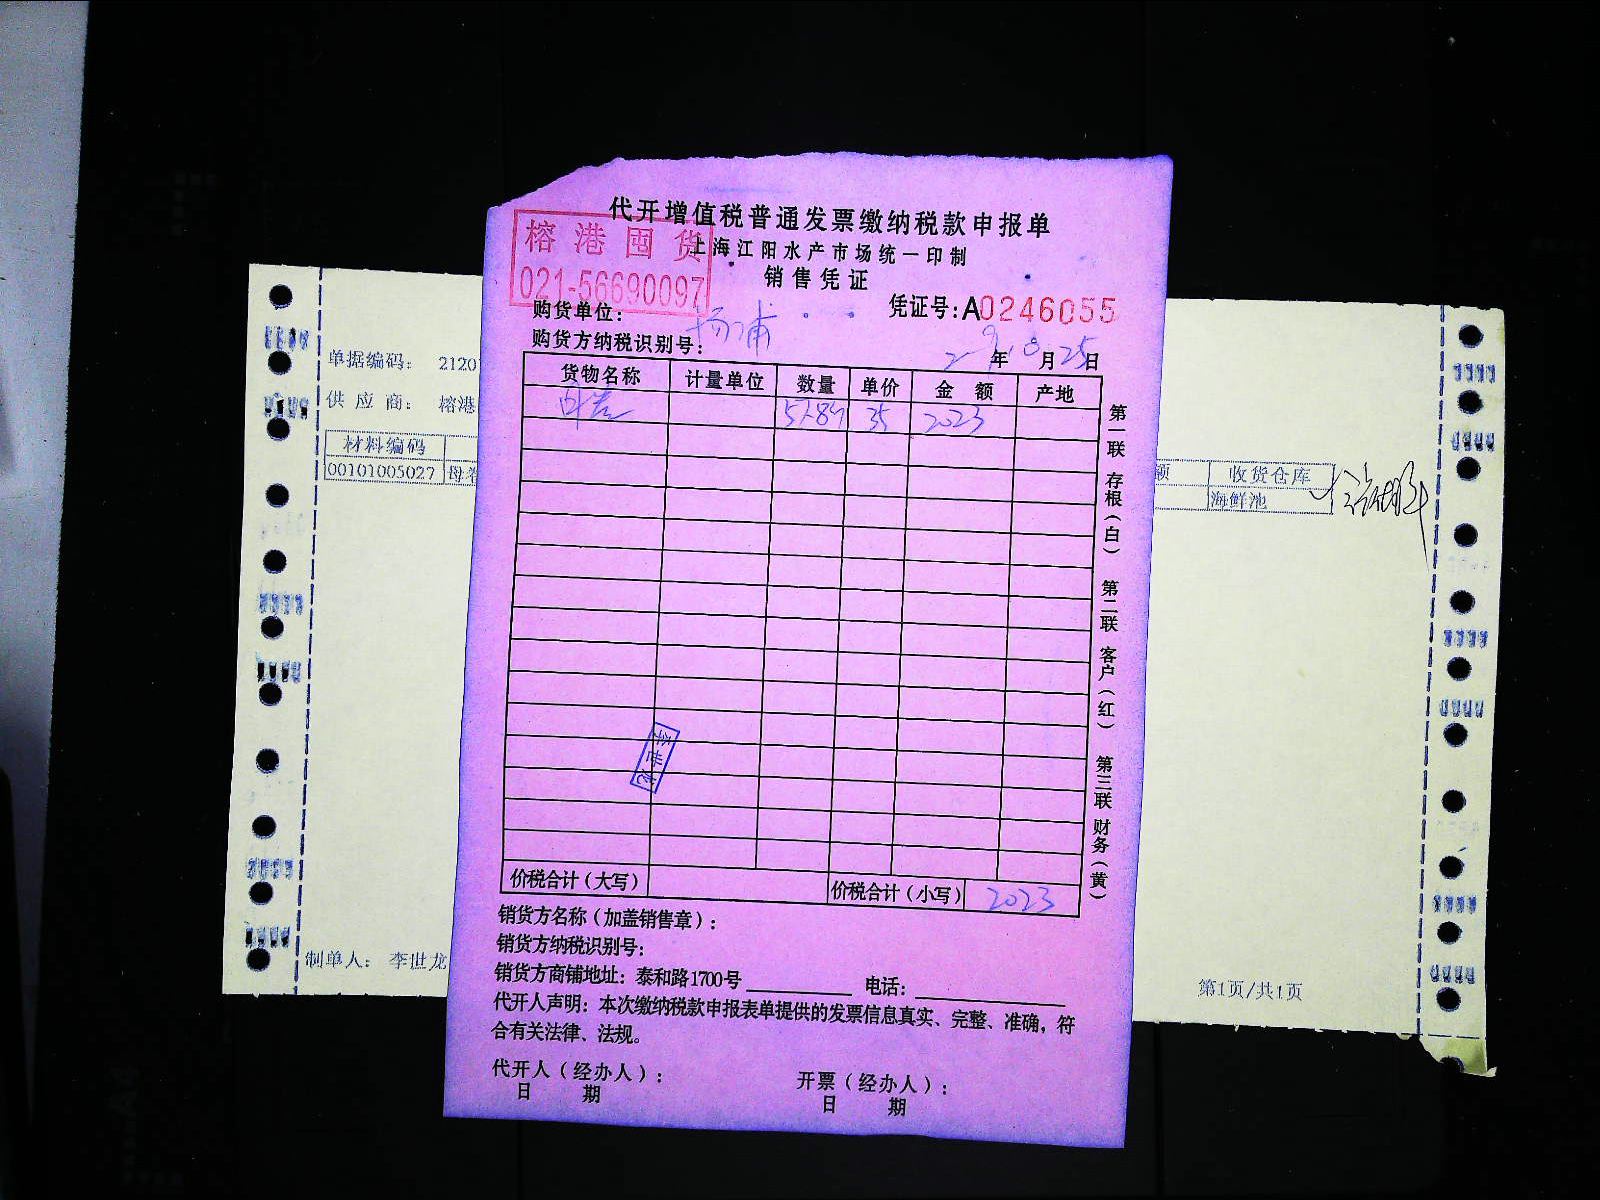 代开增值税普通发票缴纳税款申报单
榕港囤货
上海江阳水产市场统一印制
销售凭证
021-56690097
购货单位: 杨浦
凭证号:A0246055
购货方纳税识别号:
年 月25日
货物名称 计量单位 数量 单价 金额 产地
35 2023
第一联 存根(白) 第二联 客户(红) 第三联 财务(黄)
李世龙
价税合计(大写) 价税合计(小写) 2023
销货方名称(加盖销售章):
销货方纳税识别号:
销货方商铺地址:泰和路1700号 电话:
代开人声明:本次缴纳税款申报表单提供的发票信息真实、完整、准确,符
合有关法律、法规。
代开人(经办人): 开票(经办人):
日期 日期
单据编码: 2120
供应商: 榕港
材料编码
00101005027
额 收货仓库
海鲜池
制单人: 李世龙
第1页/共1页